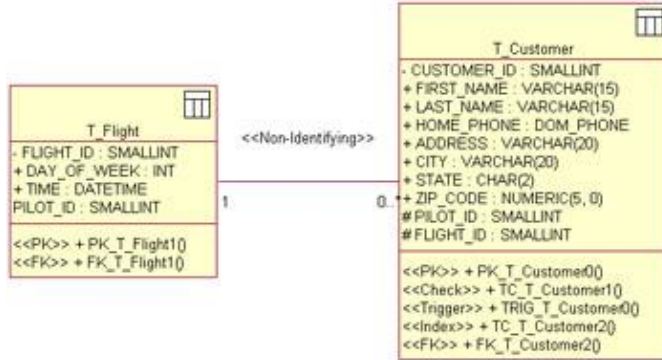 T_Flight
- FLIGHT_ID : SMALLINT
+ DAY_OF_WEEK : INT
+ TIME : DATETIME
PILOT_ID : SMALLINT
<<PK>> + PK_T_Flight1()
<<FK>> + FK_T_Flight1()
<<Non-Identifying>>
1
0..*
T_Customer
- CUSTOMER_ID : SMALLINT
+ FIRST_NAME : VARCHAR(15)
+ LAST_NAME : VARCHAR(15)
+ HOME_PHONE : DOM_PHONE
+ ADDRESS : VARCHAR(20)
+ CITY : VARCHAR(20)
+ STATE : CHAR(2)
+ ZIP_CODE : NUMERIC(5, 0)
# PILOT_ID : SMALLINT
# FLIGHT_ID : SMALLINT
<<PK>> + PK_T_Customer0()
<<Check>> + TC_T_Customer1()
<<Trigger>> + TRIG_T_Customer0()
<<Index>> + TC_T_Customer2()
<<FK>> + FK_T_Customer2()